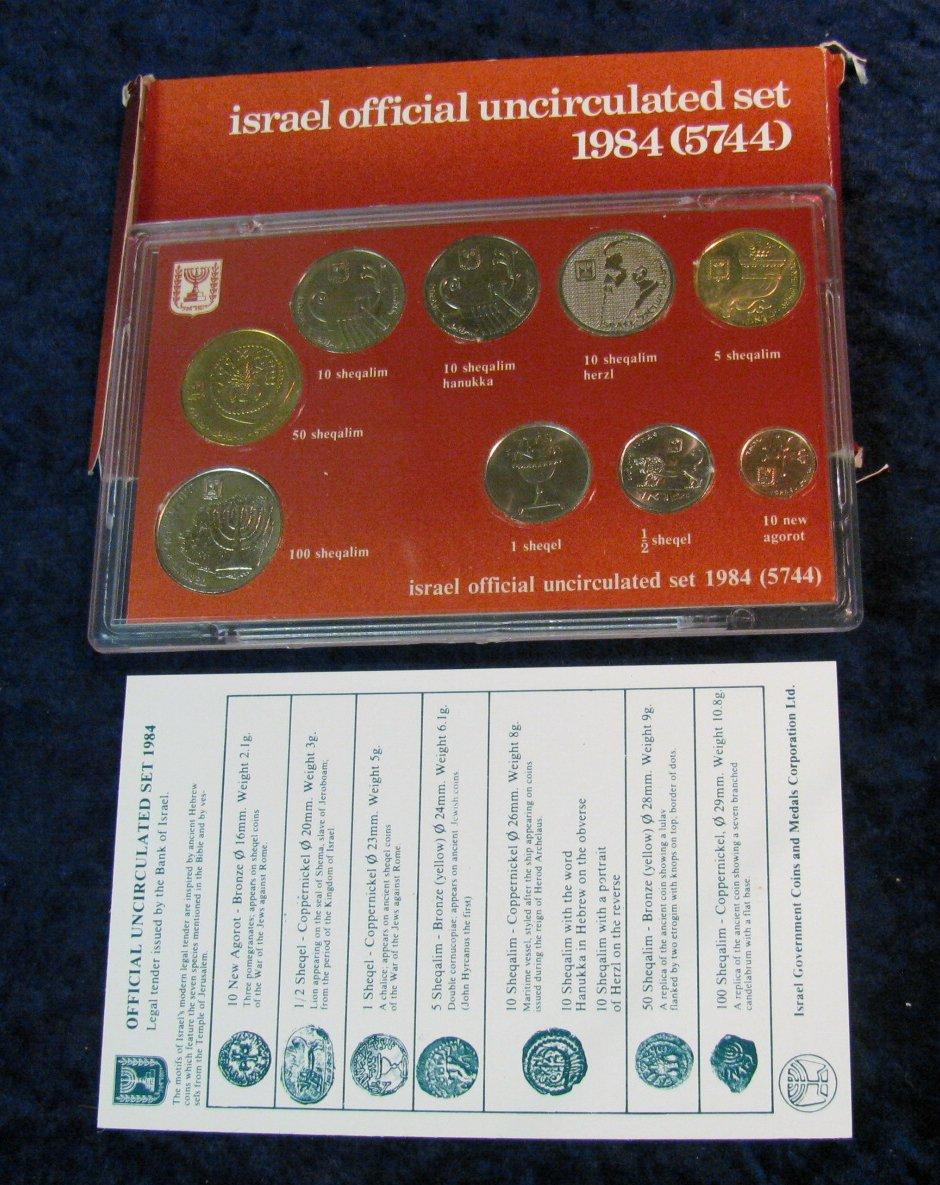 israel official uncirculated set
1984 (5744)
10 sheqalim
10 sheqalim
hanukka
10 sheqalim
herzl
5 sheqalim
50 sheqalim
100 sheqalim
1 sheqel
1/2 sheqel
10 new
agorot
israel official uncirculated set 1984 (5744)
OFFICIAL UNCIRCULATED SET 1984
Legal tender issued by the Bank of Israel.
The motifs of Israel's modern legal tender are inspired by ancient Hebrew
coins which feature the seven species mentioned in the Bible and by ves-
sels from the Temple of Jerusalem.
10 New Agorot - Bronze Ø 16mm. Weight 2.1g.
Three pomegranates; appears on sheqel coins
of the War of the Jews against Rome.
1/2 Sheqel - Coppernickel Ø 20mm. Weight 3g.
Lion appearing on the seal of Shema, slave of Jeroboam;
from the period of the Kingdom of Israel
1 Sheqel - Coppernickel Ø 23mm. Weight 5g.
A chalice; appears on ancient sheqel coins
of the War of the Jews against Rome.
5 Sheqalim - Bronze (yellow) Ø 24mm. Weight 6.1g.
Double cornucopiae; appears on ancient Jewish coins
(John Hyrcanus the first)
10 Sheqalim - Coppernickel Ø 26mm. Weight 8g.
Maritime vessel, styled after the ship appearing on coins
issued during the reign of Herod Archelaus.
10 Sheqalim with the word
Hanukka in Hebrew on the obverse
10 Sheqalim with a portrait
of Herzl on the reverse
50 Sheqalim - Bronze (yellow) Ø 28mm. Weight 9g.
A replica of the ancient coin showing a lulav
flanked by two etrogim with knops on top, border of dots.
100 Sheqalim - Coppernickel, Ø 29mm. Weight 10.8g.
A replica of the ancient coin showing a seven branched
candelabrum with a flat base.
Israel Government Coins and Medals Corporation Ltd.